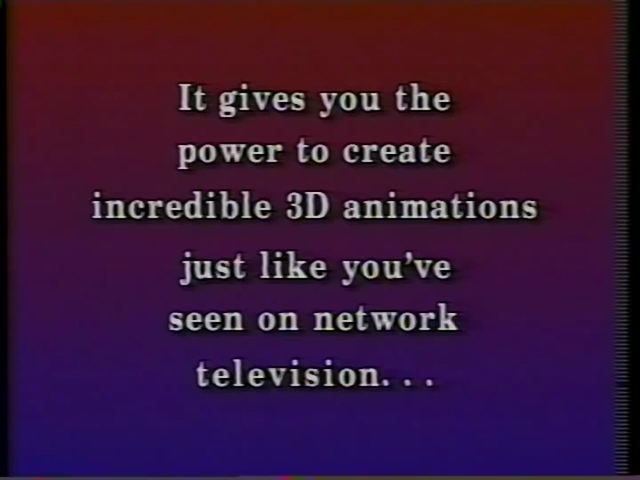 It gives you the
power to create
incredible 3D animations
just like you've
seen on network
television. . .